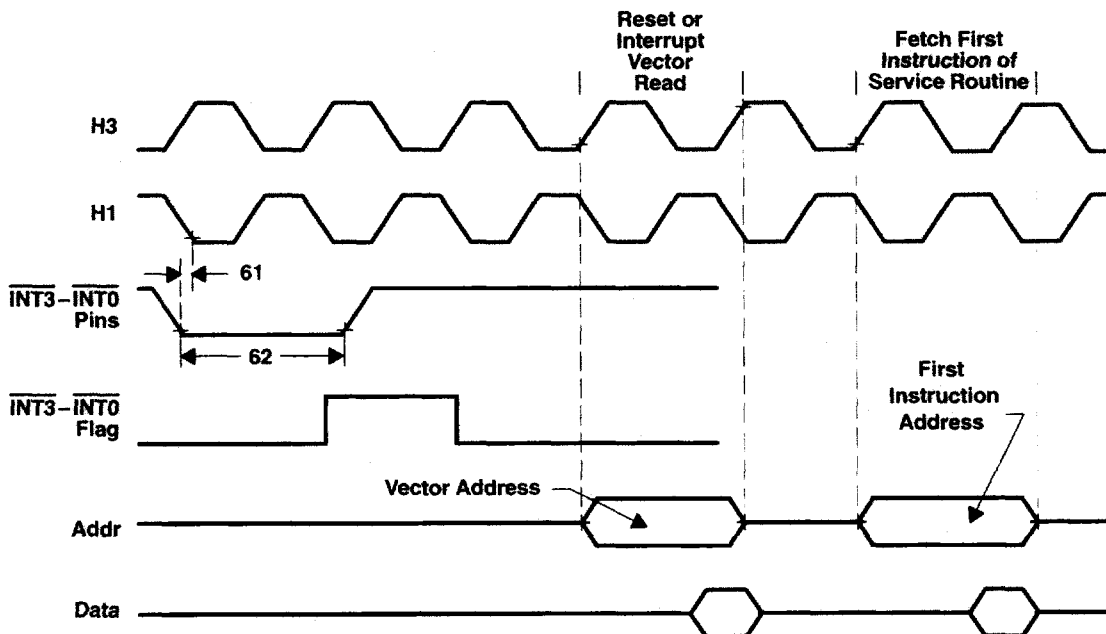 Reset or
Interrupt
Vector
Read
Fetch First
Instruction of
Service Routine
H3
H1
61
INT3–INT0
Pins
62
INT3–INT0
Flag
First
Instruction
Address
Vector Address
Addr
Data